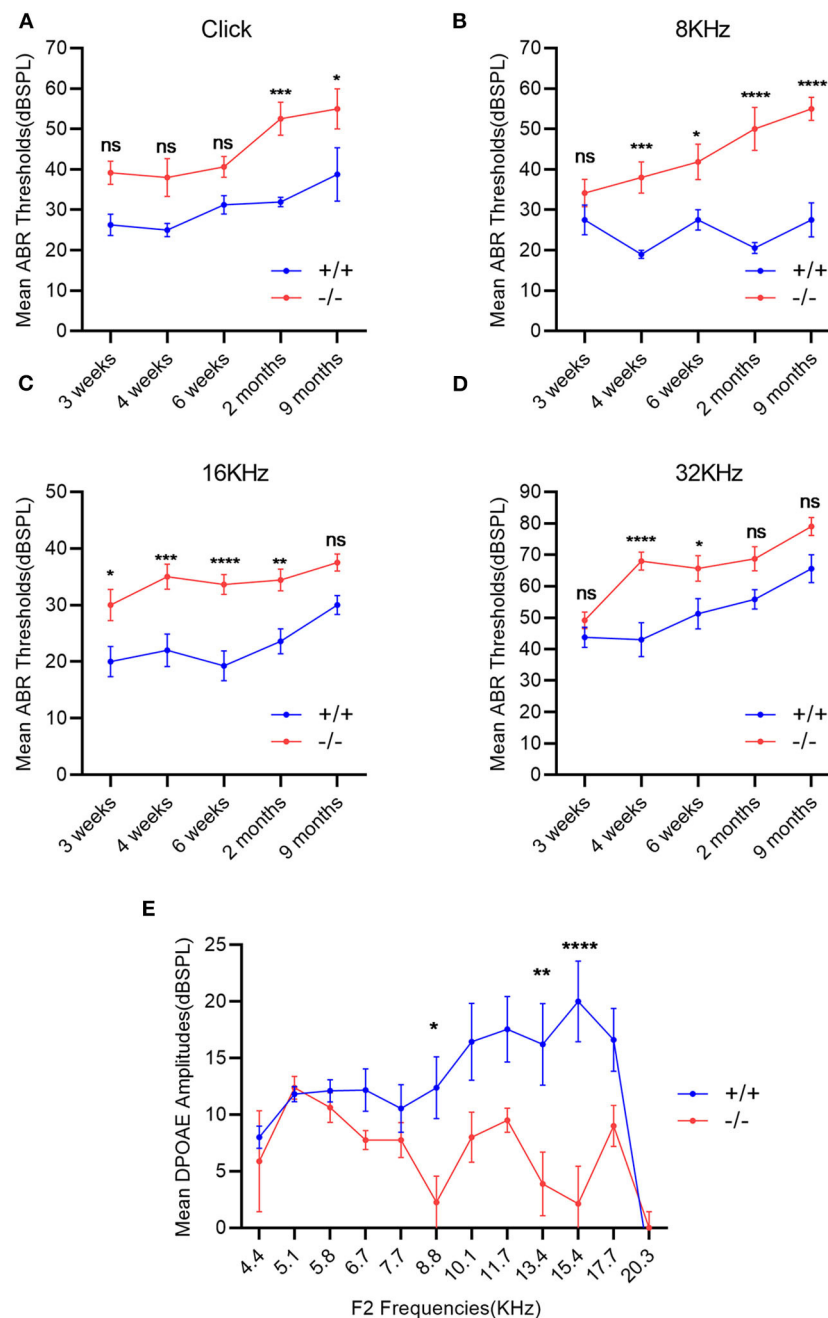 A
Click
Mean ABR Thresholds(dBSPL)
70
60
50
40
30
20
10
0
ns
ns
ns
***
*
+/+
-/-
3 weeks
4 weeks
6 weeks
2 months
9 months
B
8KHz
Mean ABR Thresholds(dBSPL)
70
60
50
40
30
20
10
0
ns
***
*
****
****
+/+
-/-
3 weeks
4 weeks
6 weeks
2 months
9 months
C
16KHz
Mean ABR Thresholds(dBSPL)
50
40
30
20
10
0
*
***
****
**
ns
+/+
-/-
3 weeks
4 weeks
6 weeks
2 months
9 months
D
32KHz
Mean ABR Thresholds(dBSPL)
90
80
70
60
50
40
30
20
10
0
ns
****
*
ns
ns
+/+
-/-
3 weeks
4 weeks
6 weeks
2 months
9 months
E
Mean DPOAE Amplitudes(dBSPL)
25
20
15
10
5
0
*
**
****
+/+
-/-
4.4
5.1
5.8
6.7
7.7
8.8
10.1
11.7
13.4
15.4
17.7
20.3
F2 Frequencies(KHz)